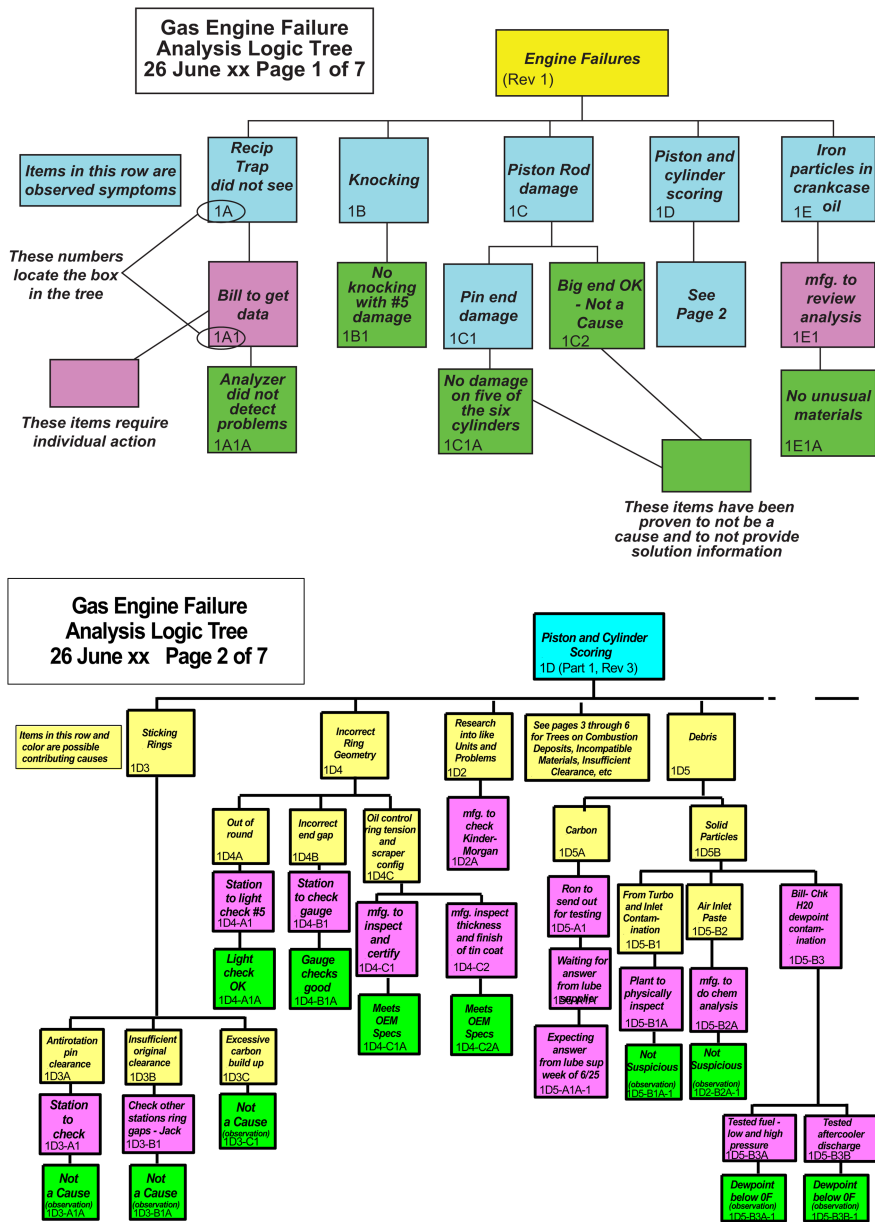 Gas Engine Failure
Analysis Logic Tree
26 June xx Page 1 of 7
Engine Failures
(Rev 1)
Items in this row are
observed symptoms
Recip
Trap
did not see
1A
Knocking
1B
Piston Rod
damage
1C
Piston and
cylinder
scoring
1D
Iron
particles in
crankcase
oil
1E
These numbers
locate the box
in the tree
Bill to get
data
1A1
No
knocking
with #5
damage
1B1
Pin end
damage
1C1
Big end OK
- Not a
Cause
1C2
See
Page 2
mfg. to
review
analysis
1E1
These items require
individual action
Analyzer
did not
detect
problems
1A1A
No damage
on five of
the six
cylinders
1C1A
No unusual
materials
1E1A
These items have been
proven to not be a
cause and to not provide
solution information
Gas Engine Failure
Analysis Logic Tree
26 June xx Page 2 of 7
Piston and Cylinder
Scoring
1D (Part 1, Rev 3)
Items in this row and
color are possible
contributing causes
Sticking
Rings
1D3
Incorrect
Ring
Geometry
1D4
Research
into like
Units and
Problems
1D2
See pages 3 through 6
for Trees on Combustion
Deposits, Incompatible
Materials, Insufficient
Clearance, etc
Debris
1D5
Out of
round
1D4A
Incorrect
end gap
1D4B
Oil control
ring tension
and
scraper
config
1D4C
mfg. to
check
Kinder-
Morgan
1D2A
Carbon
1D5A
Solid
Particles
1D5B
Station
to light
check #5
1D4-A1
Station
to check
gauge
1D4-B1
mfg. to
inspect
and
certify
1D4-C1
mfg. inspect
thickness
and finish
of tin coat
1D4-C2
Ron to
send out
for testing
1D5-A1
From Turbo
and Inlet
Contam-
ination
1D5-B1
Air Inlet
Paste
1D5-B2
Bill- Chk
H20
dewpoint
contam-
ination
1D5-B3
Light
check
OK
1D4-A1A
Gauge
checks
good
1D4-B1A
Meets
OEM
Specs
1D4-C1A
Meets
OEM
Specs
1D4-C2A
Waiting for
answer
from lube
supplier
1D5-A1A
Plant to
physically
inspect
1D5-B1A
mfg. to
do chem
analysis
1D5-B2A
Expecting
answer
from lube sup
week of 6/25
1D5-A1A-1
Not
Suspicious
(observation)
1D5-B1A-1
Not
Suspicious
(observation)
1D2-B2A-1
Antirotation
pin
clearance
1D3A
Insufficient
original
clearance
1D3B
Excessive
carbon
build up
1D3C
Station
to
check
1D3-A1
Check other
stations ring
gaps - Jack
1D3-B1
Not
a Cause
(observation)
1D3-C1
Not
a Cause
(observation)
1D3-A1A
Not
a Cause
(observation)
1D3-B1A
Tested fuel -
low and high
pressure
1D5-B3A
Tested
aftercooler
discharge
1D5-B3B
Dewpoint
below 0F
(observation)
1D5-B3A-1
Dewpoint
below 0F
(observation)
1D5-B3B-1